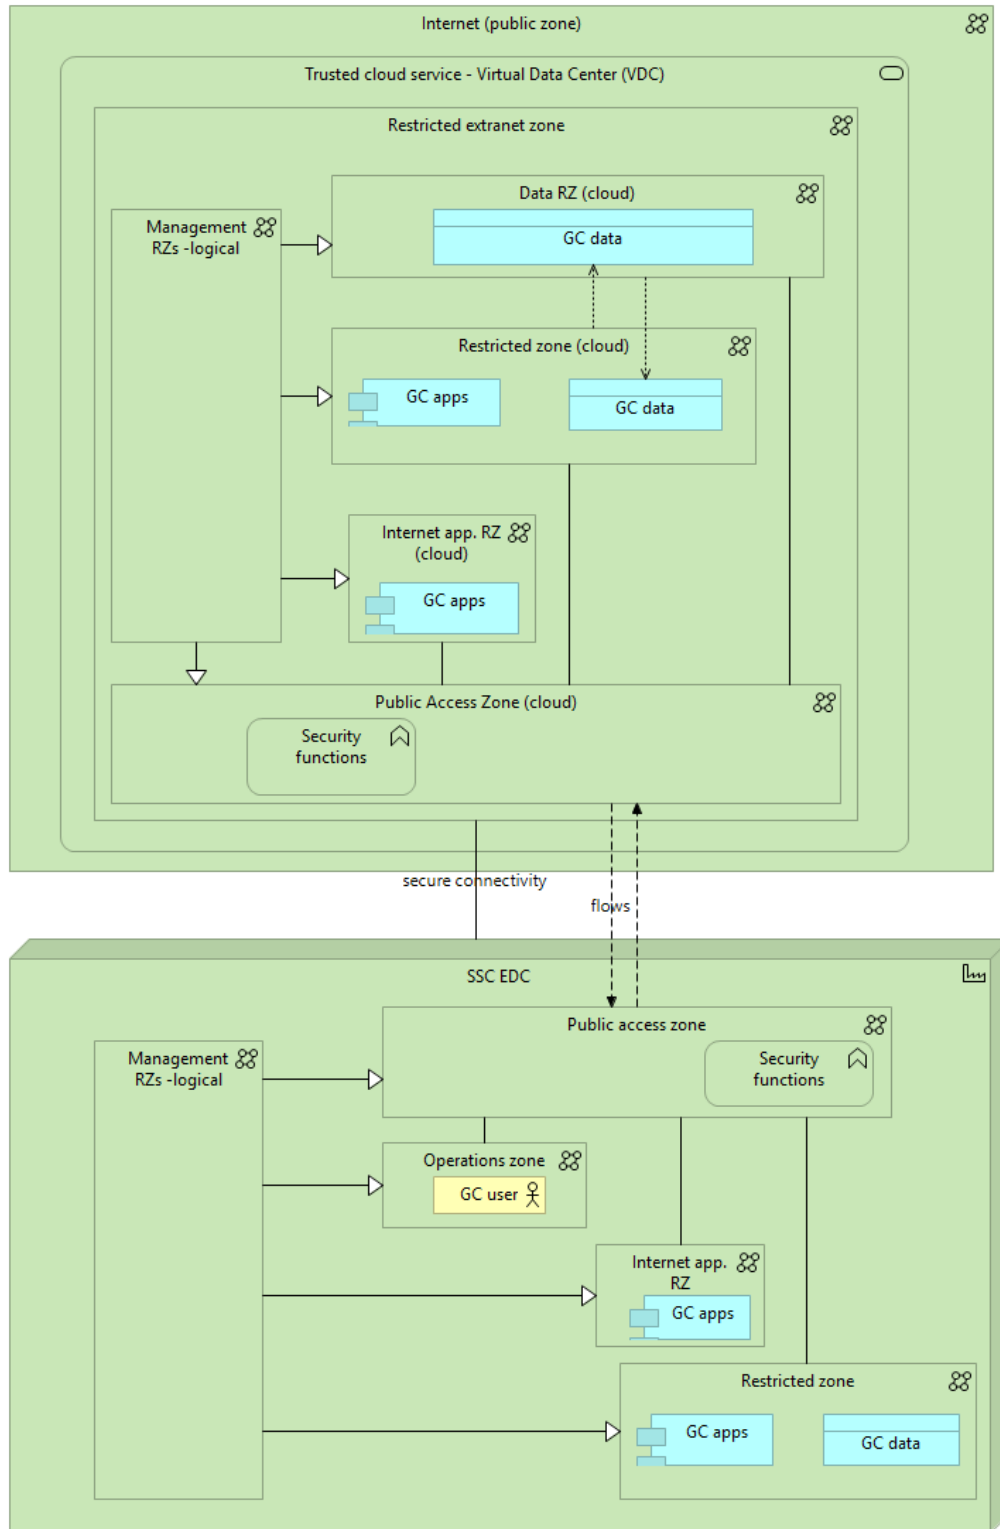 Internet (public zone)
Trusted cloud service - Virtual Data Center (VDC)
Restricted extranet zone
Data RZ (cloud)
GC data
Management
RZs -logical
Restricted zone (cloud)
GC apps
GC data
Internet app. RZ
(cloud)
GC apps
Public Access Zone (cloud)
Security
functions
secure connectivity
flows
SSC EDC
Public access zone
Security
functions
Management
RZs -logical
Operations zone
GC user
Internet app.
RZ
GC apps
Restricted zone
GC apps
GC data